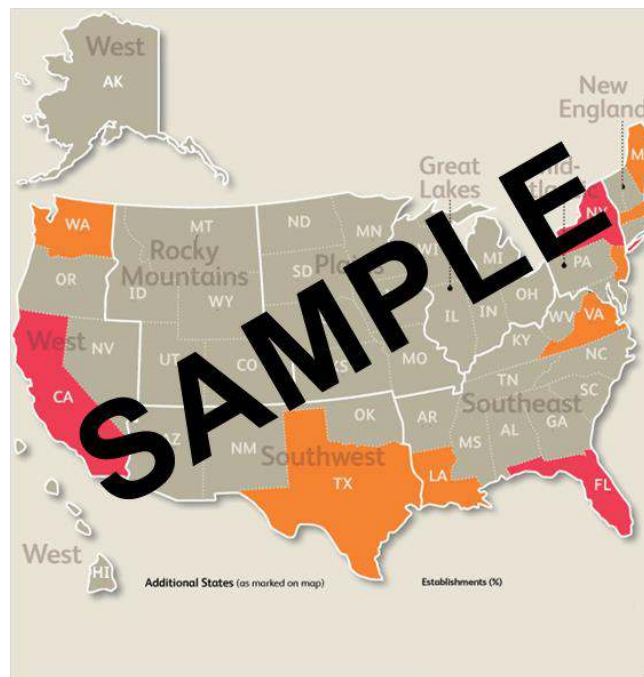 West
AK
New
England
Great
Lakes
M
WA
MT
ND
MN
NY
Rocky
Mountains
OR
ID
SD
WI
MI
PA
WY
IL
IN
OH
WV
VA
West
NV
UT
CO
KS
MO
KY
NC
CA
TN
SC
Southeast
NM
OK
AR
MS
AL
GA
Southwest
TX
LA
FL
SAMPLE
West
HI
Additional States (as marked on map)
Establishments (%)